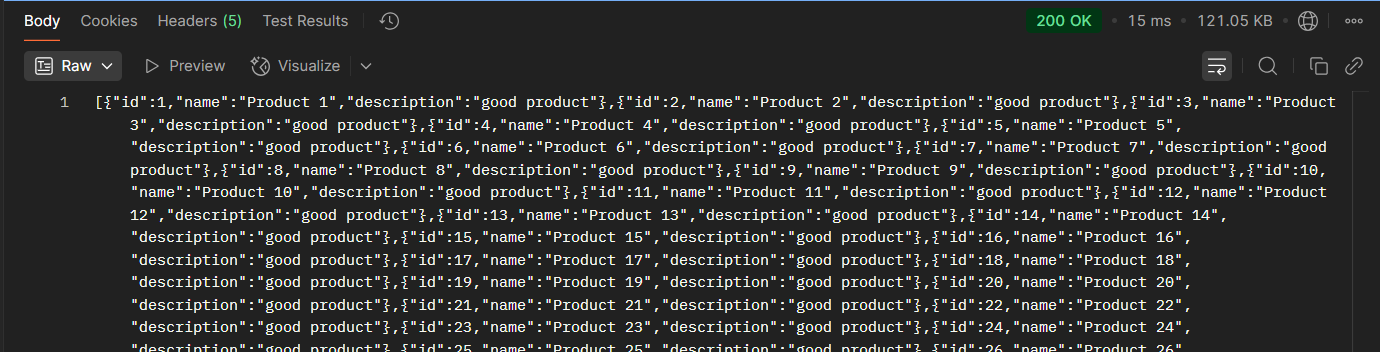 Body Cookies Headers (5) Test Results 200 OK • 15 ms • 121.05 KB •
Raw Preview Visualize
1 [{"id":1,"name":"Product 1","description":"good product"},{"id":2,"name":"Product 2","description":"good product"},{"id":3,"name":"Product
3","description":"good product"},{"id":4,"name":"Product 4","description":"good product"},{"id":5,"name":"Product 5",
"description":"good product"},{"id":6,"name":"Product 6","description":"good product"},{"id":7,"name":"Product 7","description":"good
product"},{"id":8,"name":"Product 8","description":"good product"},{"id":9,"name":"Product 9","description":"good product"},{"id":10,
"name":"Product 10","description":"good product"},{"id":11,"name":"Product 11","description":"good product"},{"id":12,"name":"Product
12","description":"good product"},{"id":13,"name":"Product 13","description":"good product"},{"id":14,"name":"Product 14",
"description":"good product"},{"id":15,"name":"Product 15","description":"good product"},{"id":16,"name":"Product 16",
"description":"good product"},{"id":17,"name":"Product 17","description":"good product"},{"id":18,"name":"Product 18",
"description":"good product"},{"id":19,"name":"Product 19","description":"good product"},{"id":20,"name":"Product 20",
"description":"good product"},{"id":21,"name":"Product 21","description":"good product"},{"id":22,"name":"Product 22",
"description":"good product"},{"id":23,"name":"Product 23","description":"good product"},{"id":24,"name":"Product 24",
"description":"good product"},{"id":25,"name":"Product 25","description":"good product"},{"id":26,"name":"Product 26",